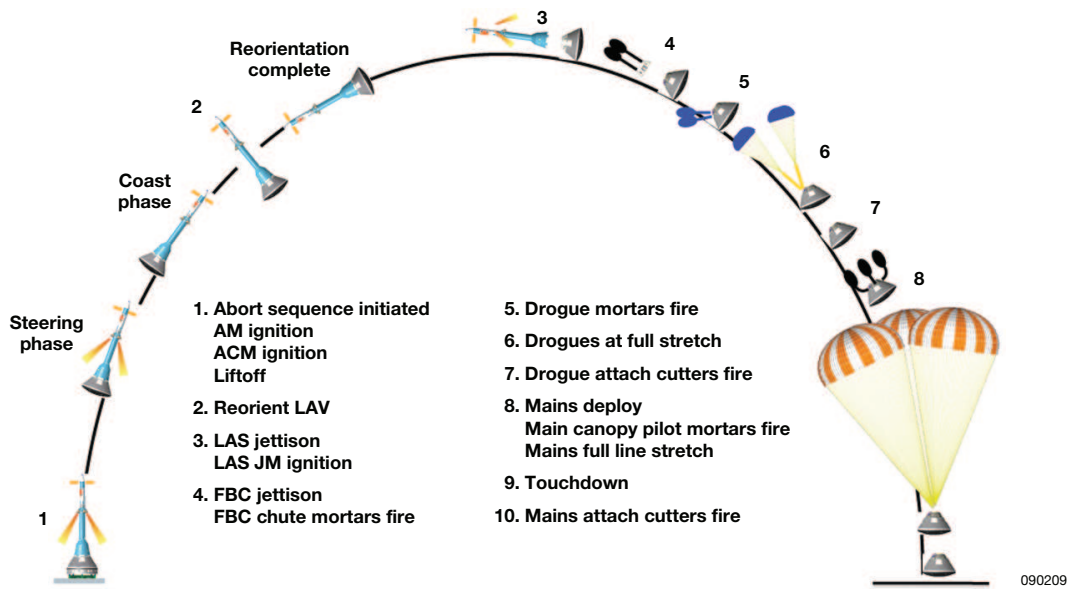 3
4
Reorientation
complete
5
2
6
Coast
phase
7
8
Steering
phase
1
1. Abort sequence initiated
AM ignition
ACM ignition
Liftoff
2. Reorient LAV
3. LAS jettison
LAS JM ignition
4. FBC jettison
FBC chute mortars fire
5. Drogue mortars fire
6. Drogues at full stretch
7. Drogue attach cutters fire
8. Mains deploy
Main canopy pilot mortars fire
Mains full line stretch
9. Touchdown
10. Mains attach cutters fire
090209